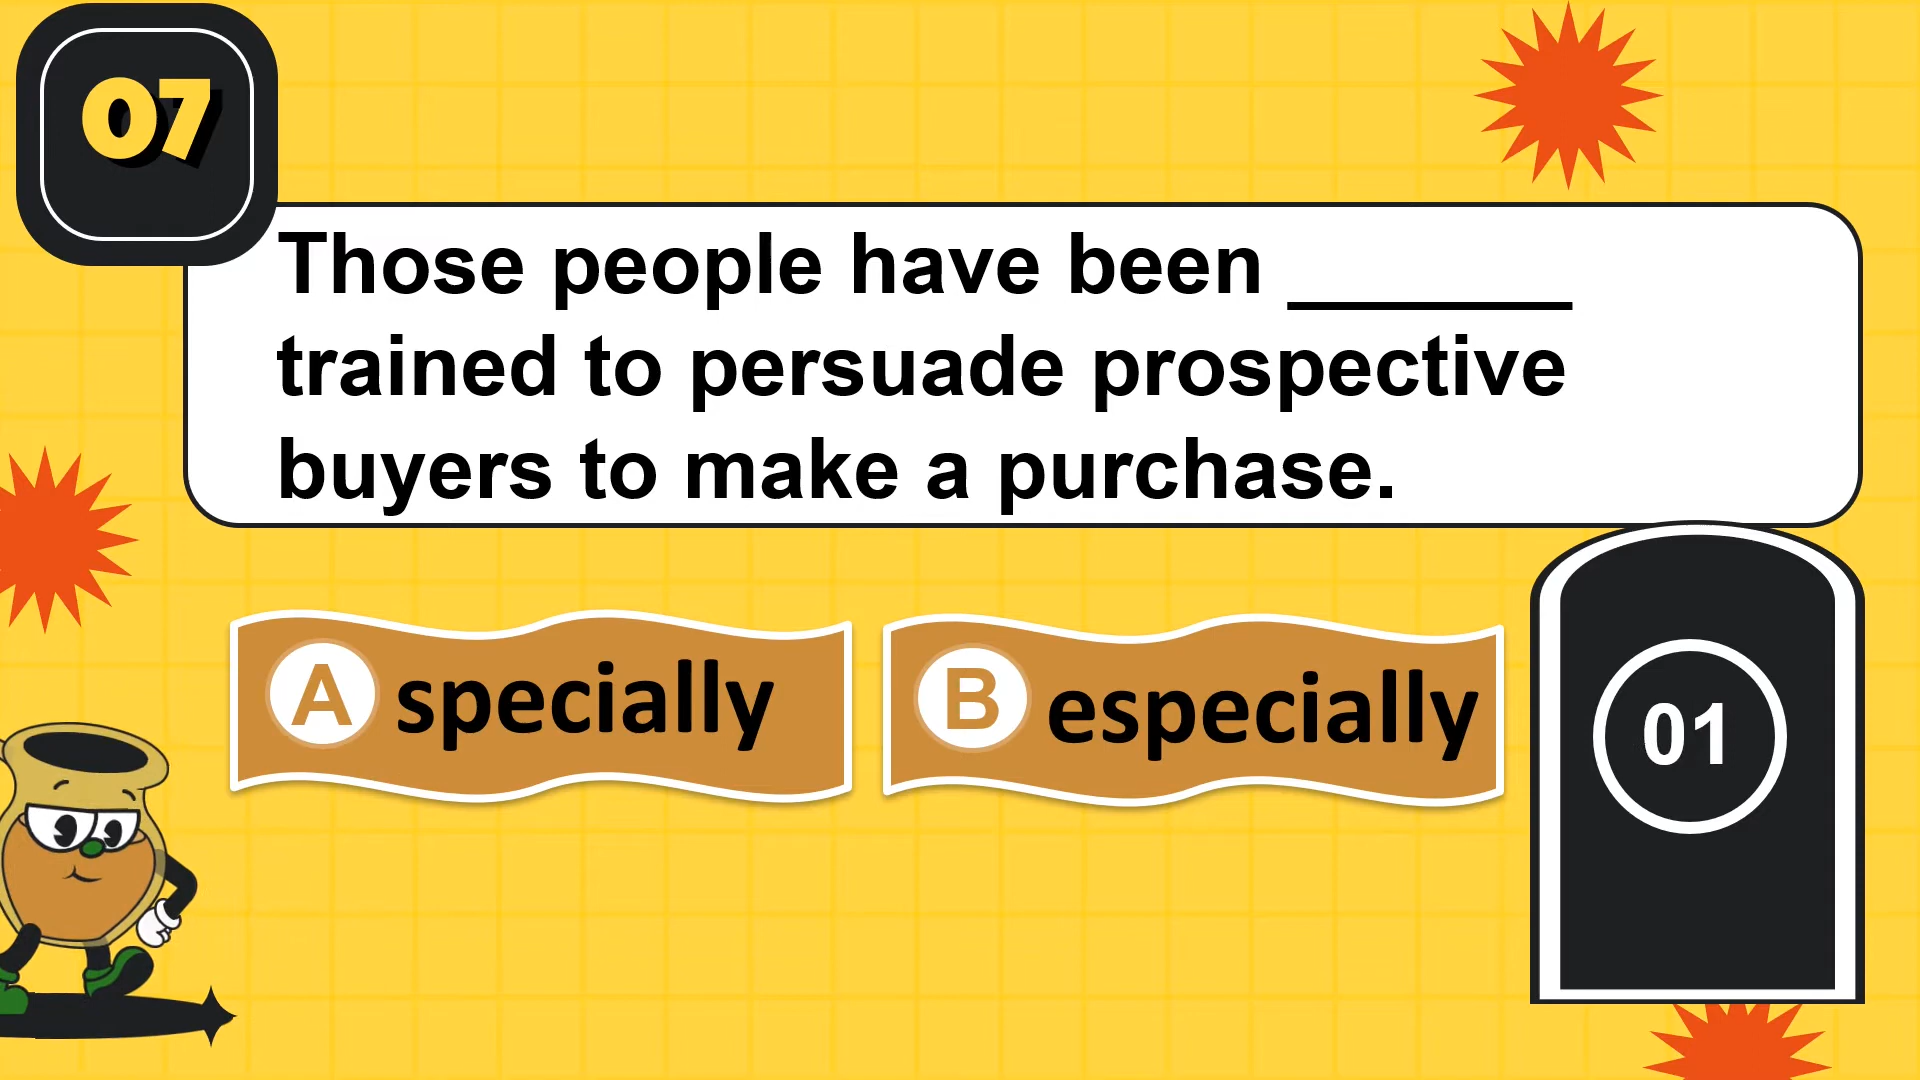 07
Those people have been ______
trained to persuade prospective
buyers to make a purchase.
A specially
B especially
01